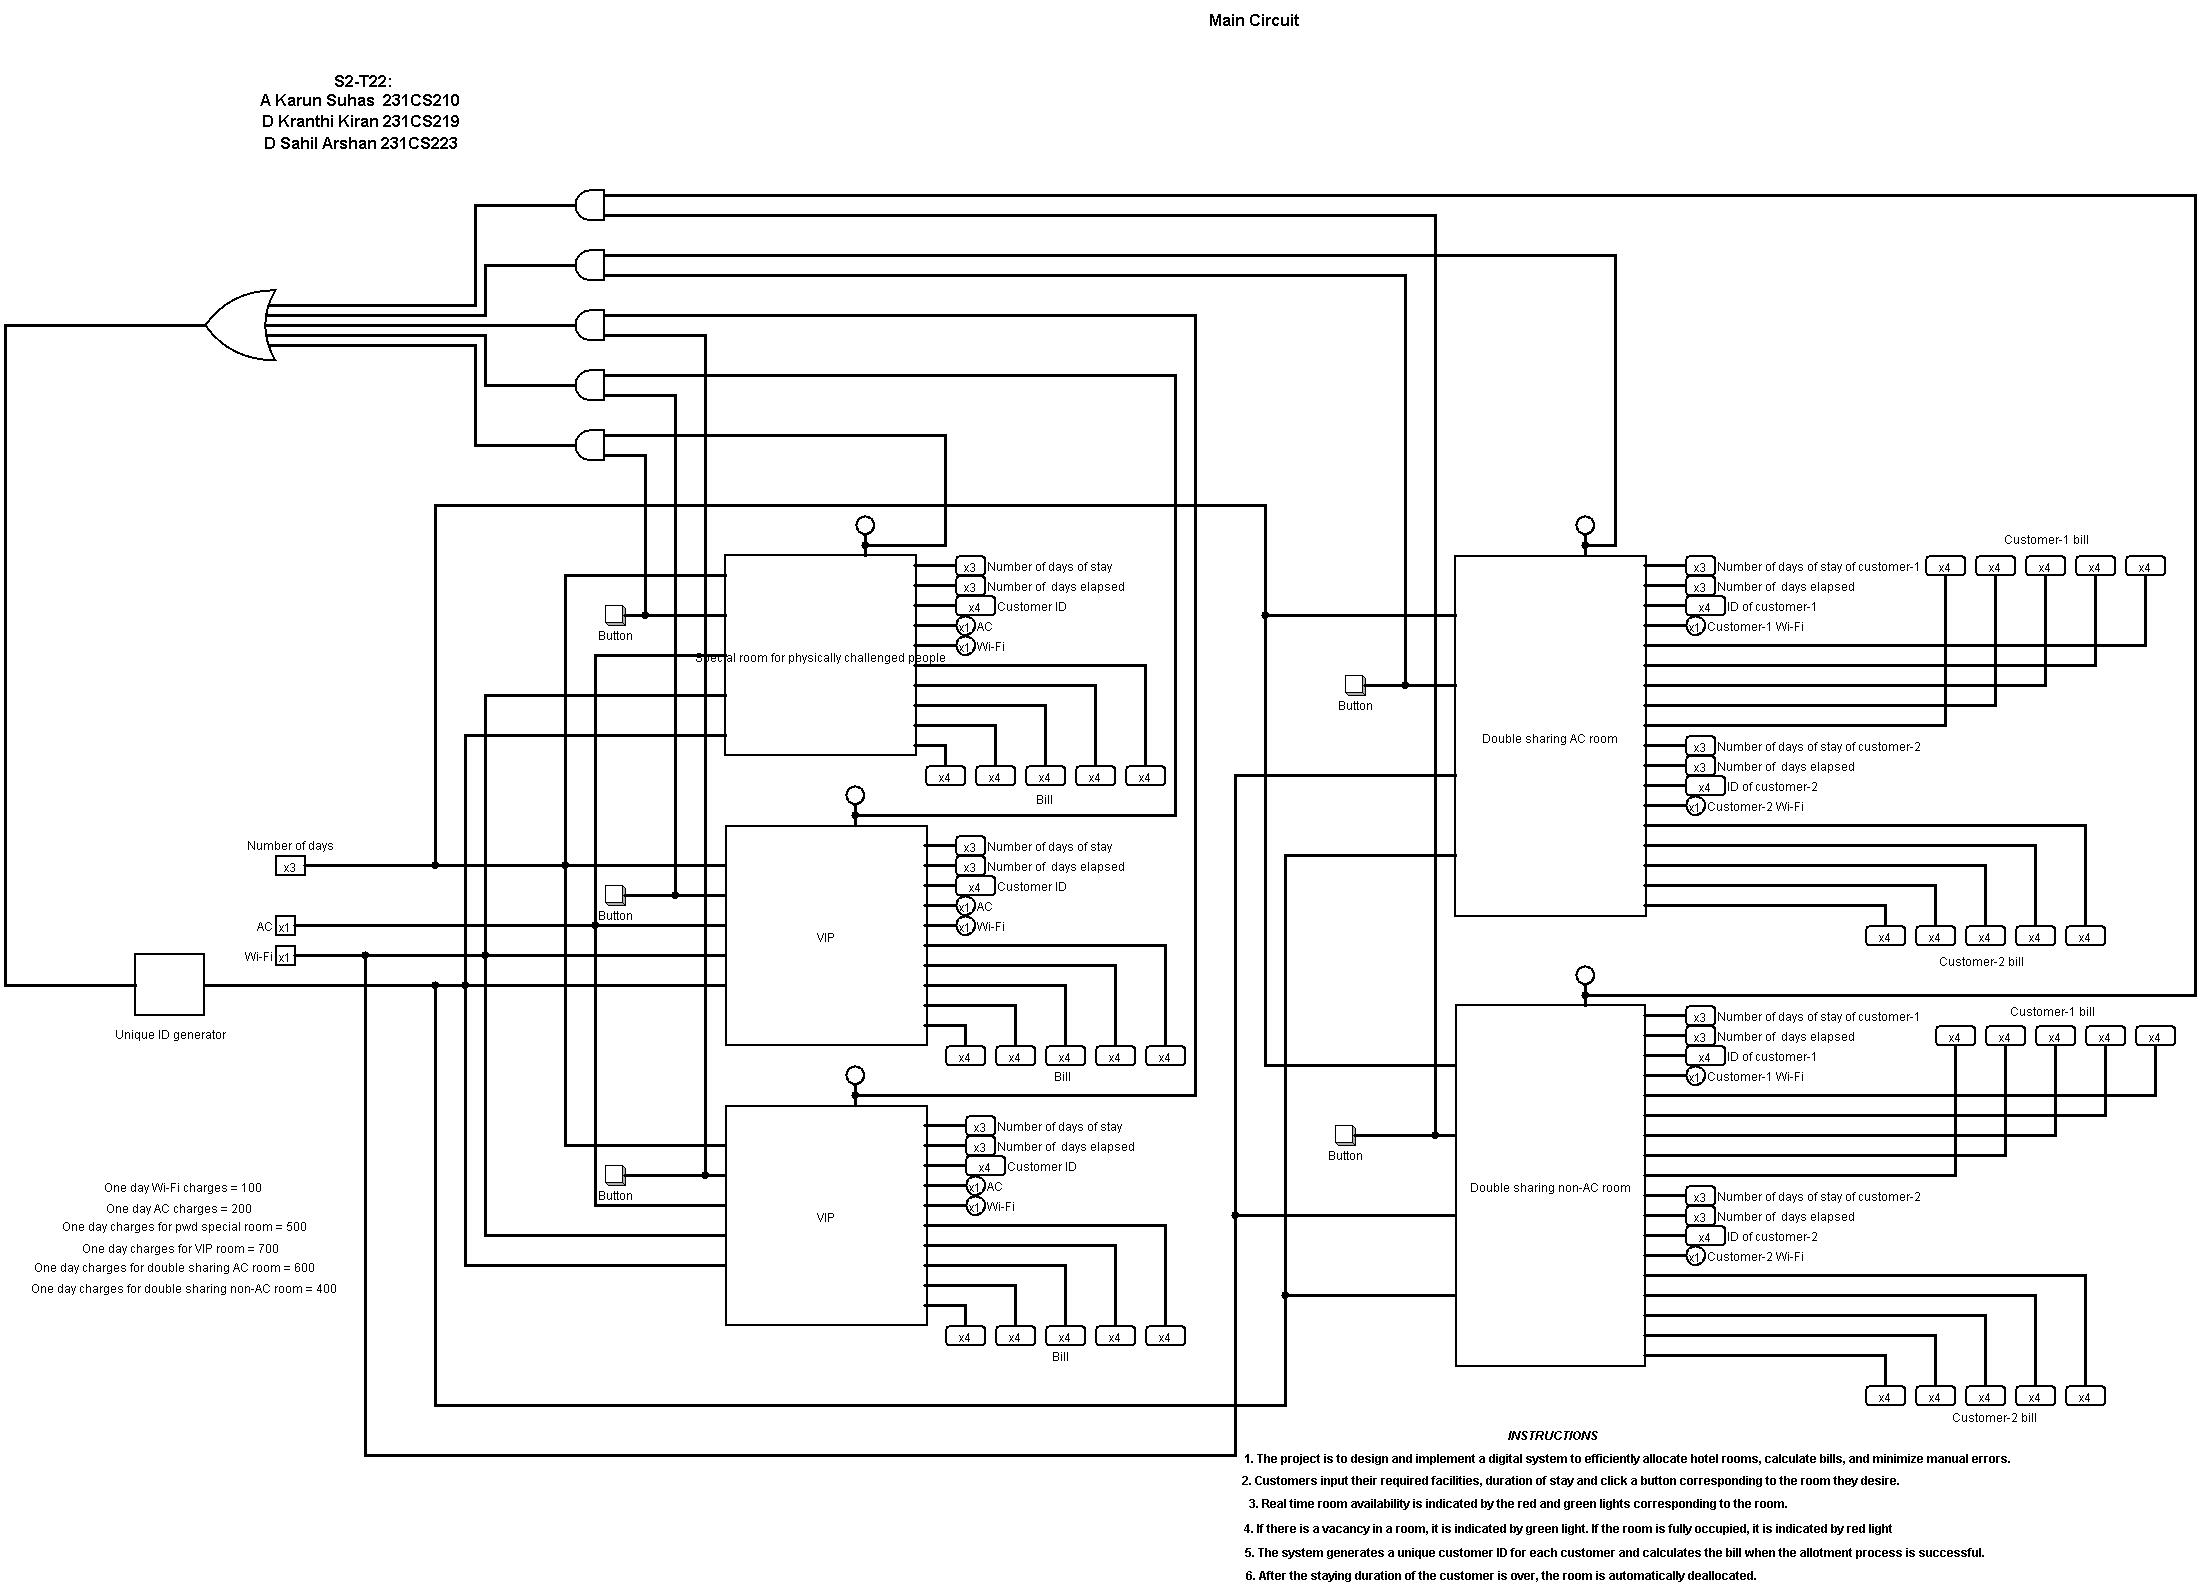 Main Circuit
S2-T22:
A Karun Suhas  231CS210
D Kranthi Kiran 231CS219
D Sahil Arshan 231CS223
x3 Number of days of stay
x3 Number of  days elapsed
x4 Customer ID
x1 AC
x1 Wi-Fi
Button
Special room for physically challenged people
x4 x4 x4 x4 x4
Bill
Number of days
x3
AC x1
Wi-Fi x1
Unique ID generator
x3 Number of days of stay
x3 Number of  days elapsed
x4 Customer ID
x1 AC
x1 Wi-Fi
Button
VIP
x4 x4 x4 x4 x4
Bill
x3 Number of days of stay
x3 Number of  days elapsed
x4 Customer ID
x1 AC
x1 Wi-Fi
Button
VIP
x4 x4 x4 x4 x4
Bill
One day Wi-Fi charges = 100
One day AC charges = 200
One day charges for pwd special room = 500
One day charges for VIP room = 700
One day charges for double sharing AC room = 600
One day charges for double sharing non-AC room = 400
Customer-1 bill
x4 x4 x4 x4 x4
x3 Number of days of stay of customer-1
x3 Number of  days elapsed
x4 ID of customer-1
x1 Customer-1 Wi-Fi
Button
Double sharing AC room
x3 Number of days of stay of customer-2
x3 Number of  days elapsed
x4 ID of customer-2
x1 Customer-2 Wi-Fi
x4 x4 x4 x4 x4
Customer-2 bill
Customer-1 bill
x4 x4 x4 x4 x4
x3 Number of days of stay of customer-1
x3 Number of  days elapsed
x4 ID of customer-1
x1 Customer-1 Wi-Fi
Button
Double sharing non-AC room
x3 Number of days of stay of customer-2
x3 Number of  days elapsed
x4 ID of customer-2
x1 Customer-2 Wi-Fi
x4 x4 x4 x4 x4
Customer-2 bill
INSTRUCTIONS
1. The project is to design and implement a digital system to efficiently allocate hotel rooms, calculate bills, and minimize manual errors.
2. Customers input their required facilities, duration of stay and click a button corresponding to the room they desire.
3. Real time room availability is indicated by the red and green lights corresponding to the room.
4. If there is a vacancy in a room, it is indicated by green light. If the room is fully occupied, it is indicated by red light
5. The system generates a unique customer ID for each customer and calculates the bill when the allotment process is successful.
6. After the staying duration of the customer is over, the room is automatically deallocated.